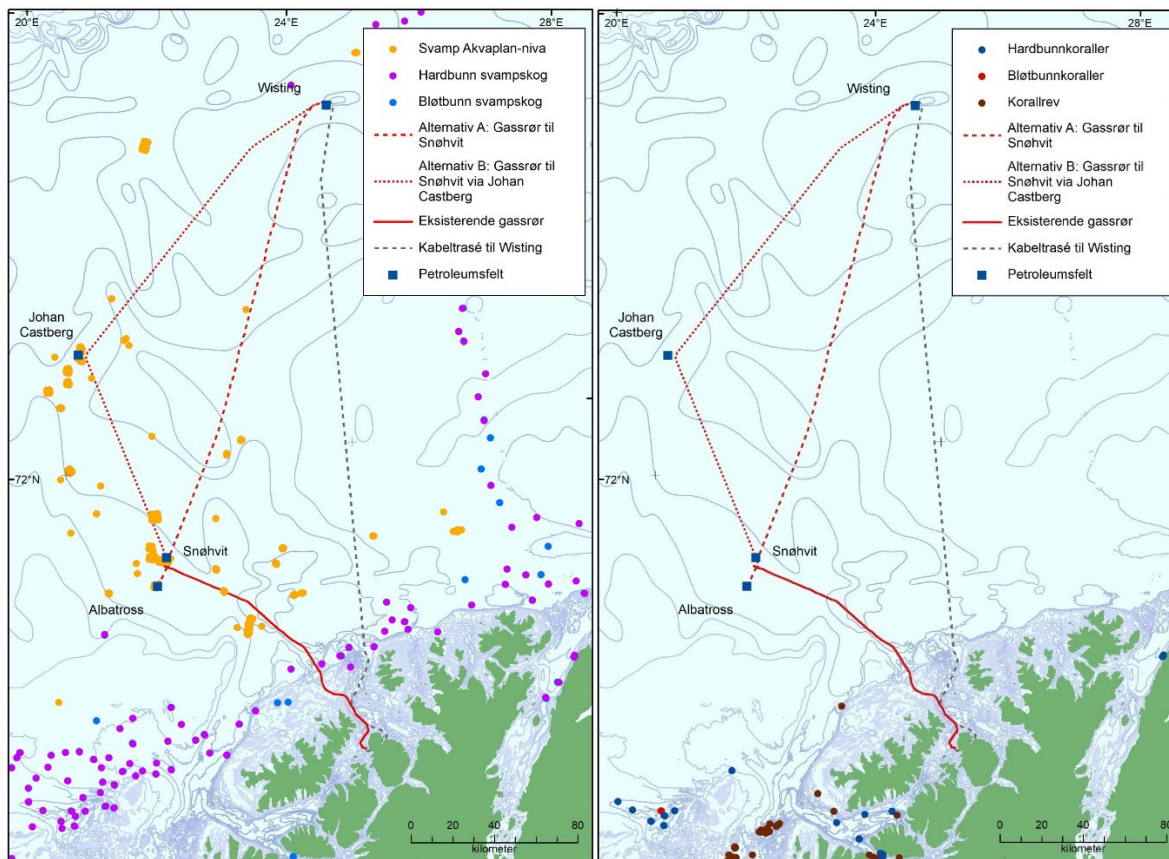 20°E
24°E
28°E
Svamp Akvaplan-niva
Hardbunn svampskog
Bløtbunn svampskog
Alternativ A: Gassrør til
Snøhvit
Alternativ B: Gassrør til
Snøhvit via Johan
Castberg
Eksisterende gassrør
Kabeltrasé til Wisting
Petroleumsfelt
Wisting
Johan
Castberg
72°N
Snøhvit
Albatross
0 20 40 60 80
kilometer
20°E
24°E
28°E
Hardbunnkoraller
Bløtbunnkoraller
Korallrev
Alternativ A: Gassrør til
Snøhvit
Alternativ B: Gassrør til
Snøhvit via Johan
Castberg
Eksisterende gassrør
Kabeltrasé til Wisting
Petroleumsfelt
Wisting
Johan
Castberg
72°N
Snøhvit
Albatross
0 20 40 60 80
kilometer